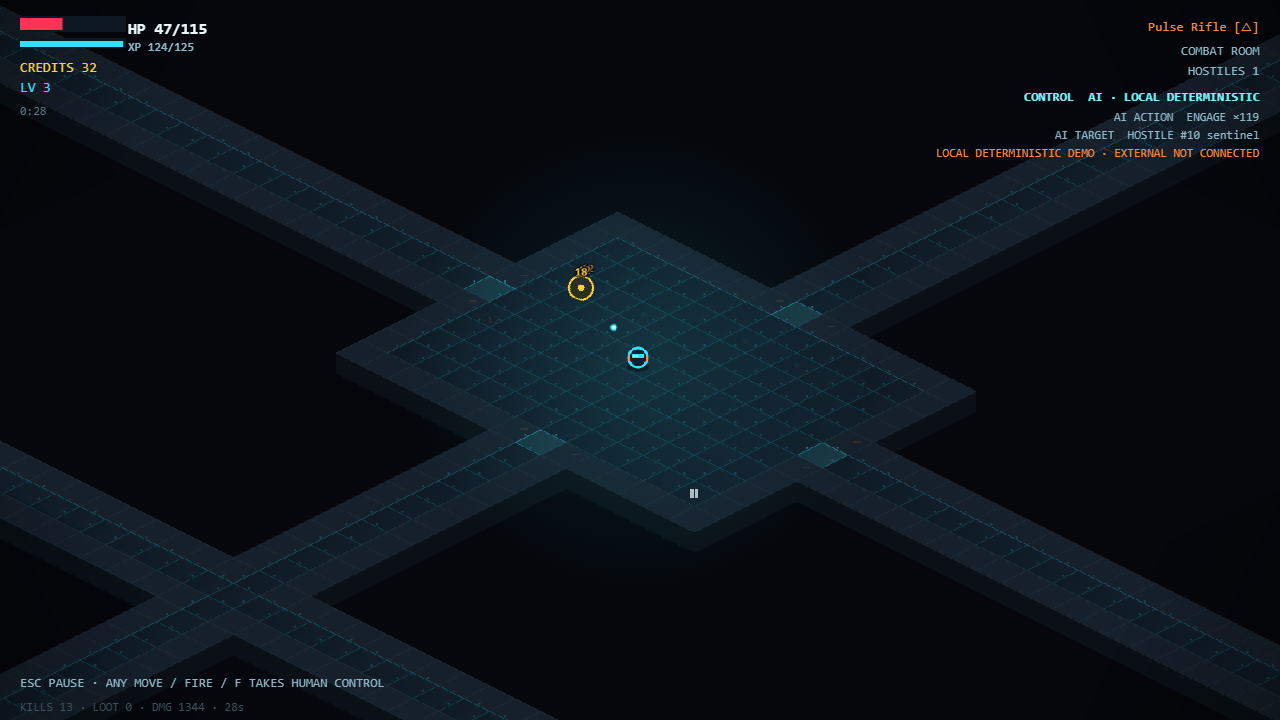 HP 47/115
XP 124/125
CREDITS 32
LV 3
0:28
Pulse Rifle [△]
COMBAT ROOM
HOSTILES 1
CONTROL  AI · LOCAL DETERMINISTIC
AI ACTION  ENGAGE ×119
AI TARGET  HOSTILE #10 sentinel
LOCAL DETERMINISTIC DEMO · EXTERNAL NOT CONNECTED
18
ESC PAUSE · ANY MOVE / FIRE / F TAKES HUMAN CONTROL
KILLS 13 · LOOT 0 · DMG 1344 · 28s